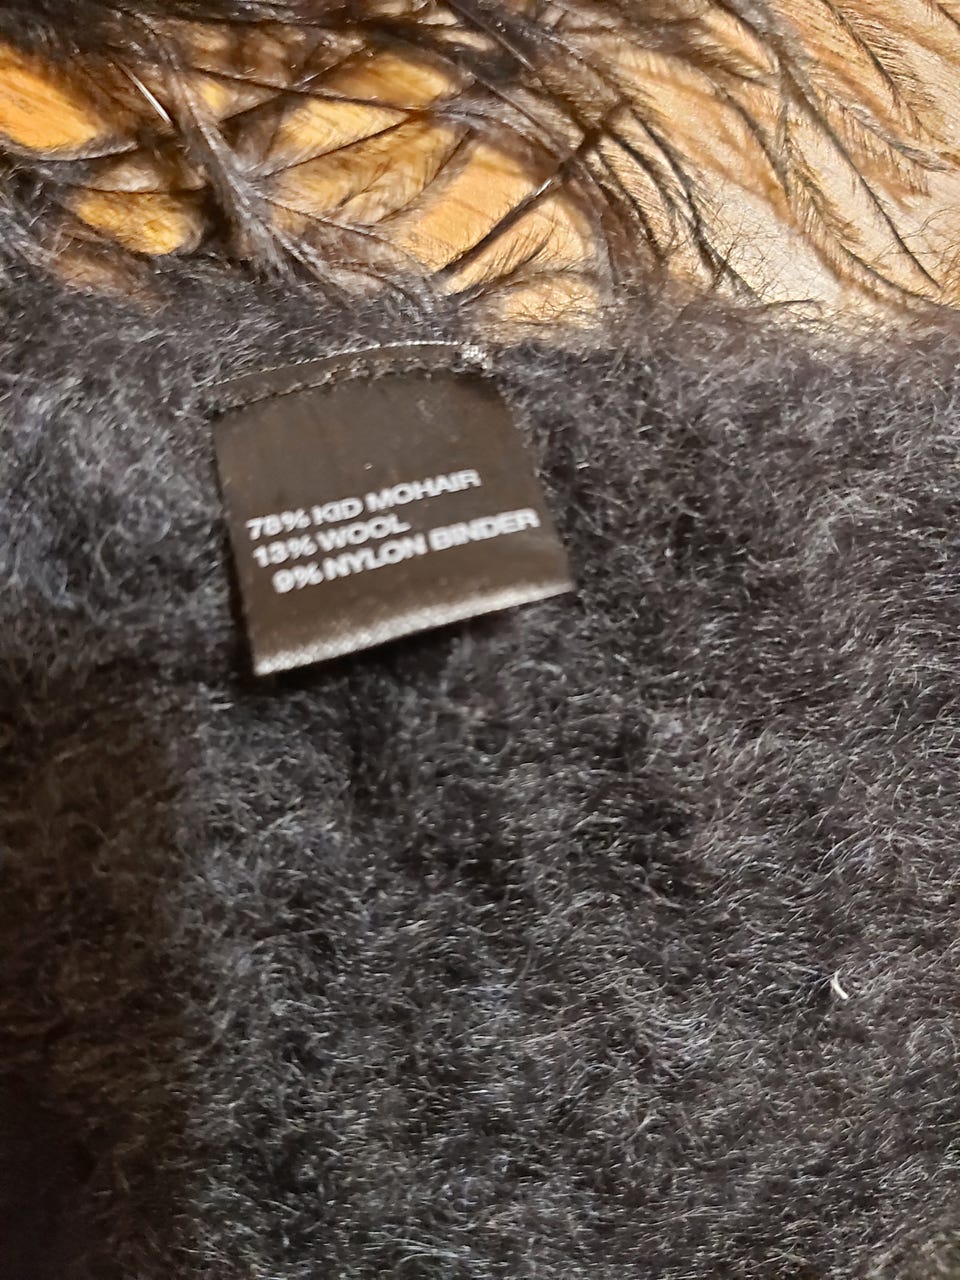 78% KID MOHAIR
13% WOOL
9% NYLON BINDER